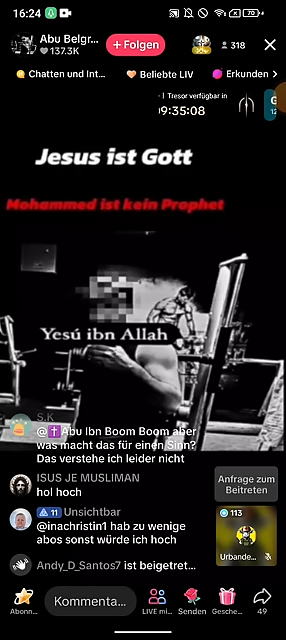 16:24
70
Abu Belgr...
137.3K
+ Folgen
318
Chatten und Int...
Beliebte LIV
Erkunden >
Tresor verfügbar in
9:35:08
G
12
Jesus ist Gott
Mohammed ist kein Prophet
Yesú ibn Allah
S.K
@✝️Abu Ibn Boom Boom aber
was macht das für einen Sinn?
Das verstehe ich leider nicht
ISUS JE MUSLIMAN
hol hoch
Anfrage zum
Beitreten
11 Unsichtbar
@inachristin1 hab zu wenige
abos sonst würde ich hoch
113
Urbande...
Andy_D_Santos7 ist beigetret...
Abonn...
Kommenta...
LIVE mi...
Senden
Gesche...
49